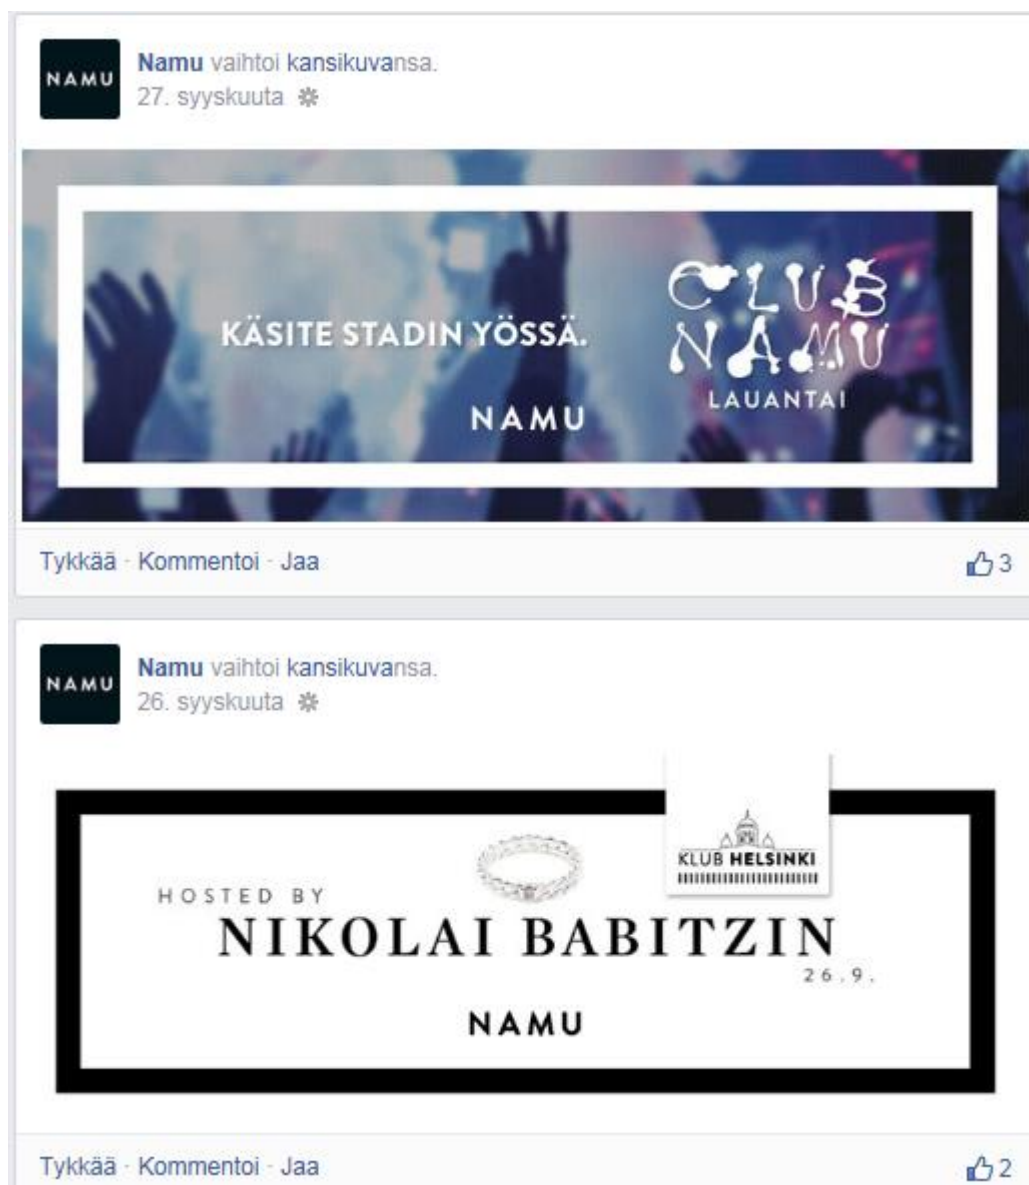 NAMU
Namu vaihtoi kansikuvansa.
27. syyskuuta
KÄSITE STADIN YÖSSÄ.
NAMU
CLUB
NAMU
LAUANTAI
Tykkää · Kommentoi · Jaa
3
NAMU
Namu vaihtoi kansikuvansa.
26. syyskuuta
KLUB HELSINKI
HOSTED BY
NIKOLAI BABITZIN
26.9.
NAMU
Tykkää · Kommentoi · Jaa
2